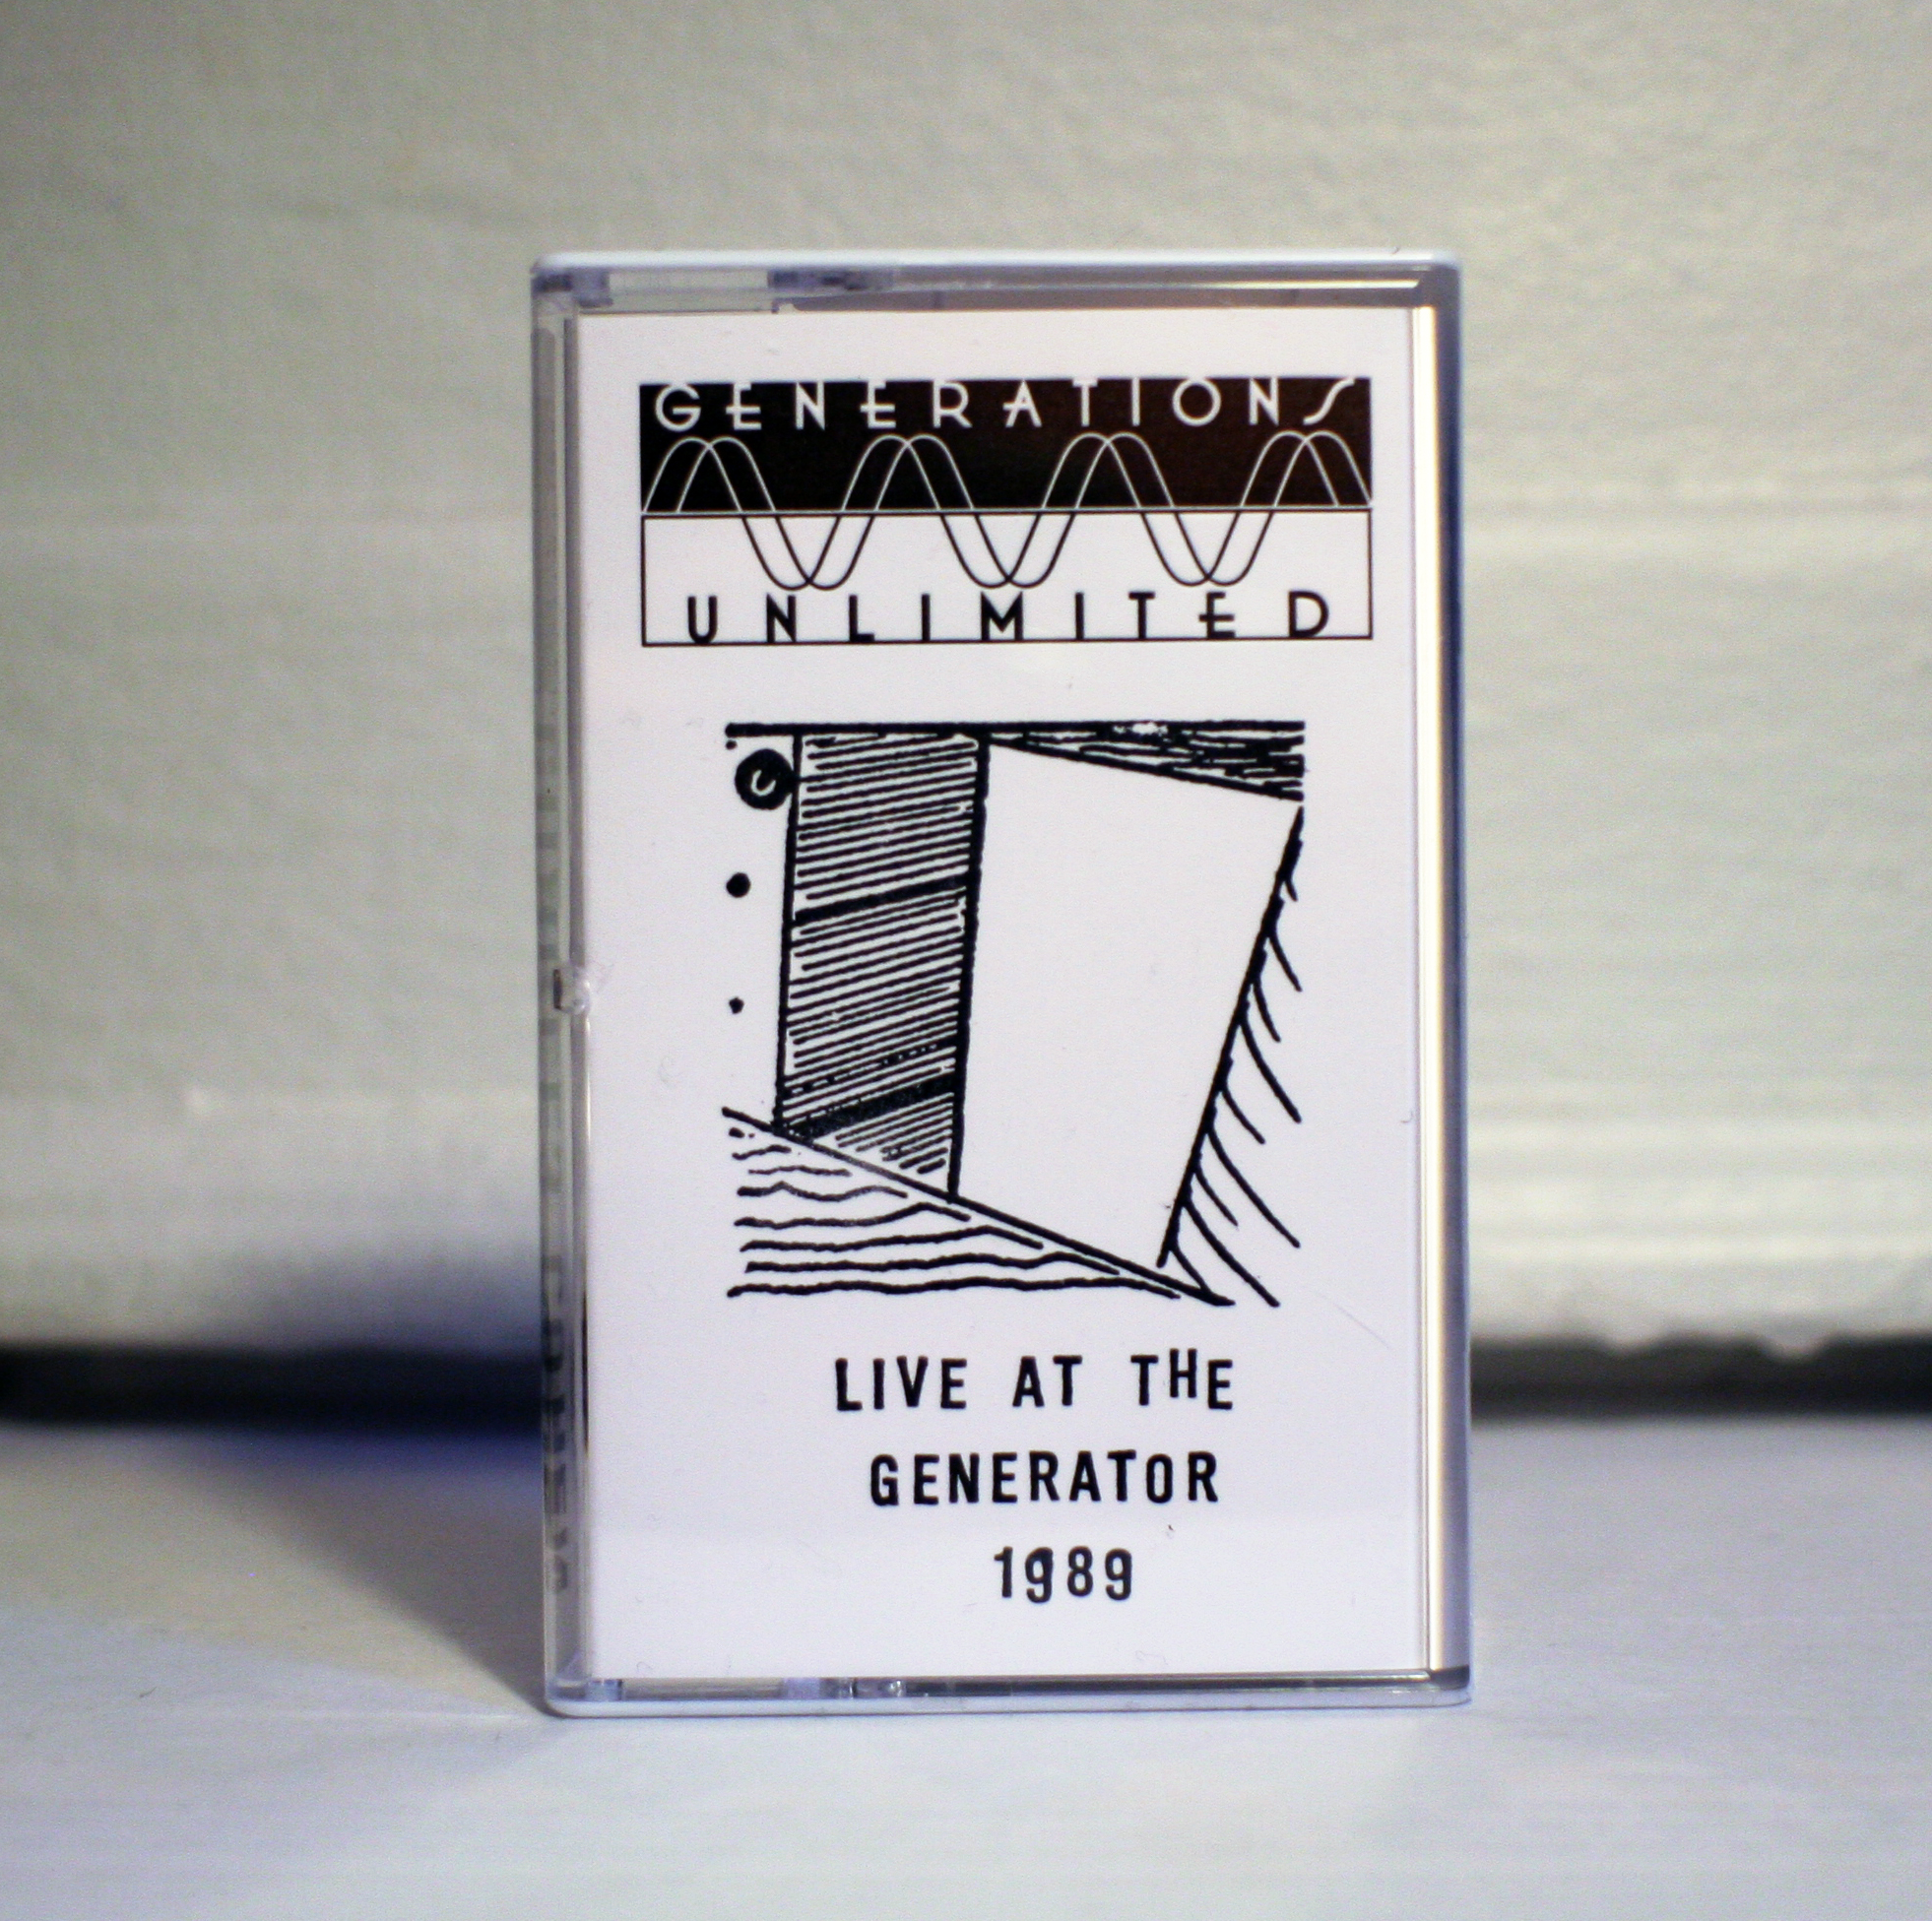 GENERATIONS
UNLIMITED
LIVE AT THE
GENERATOR
1989